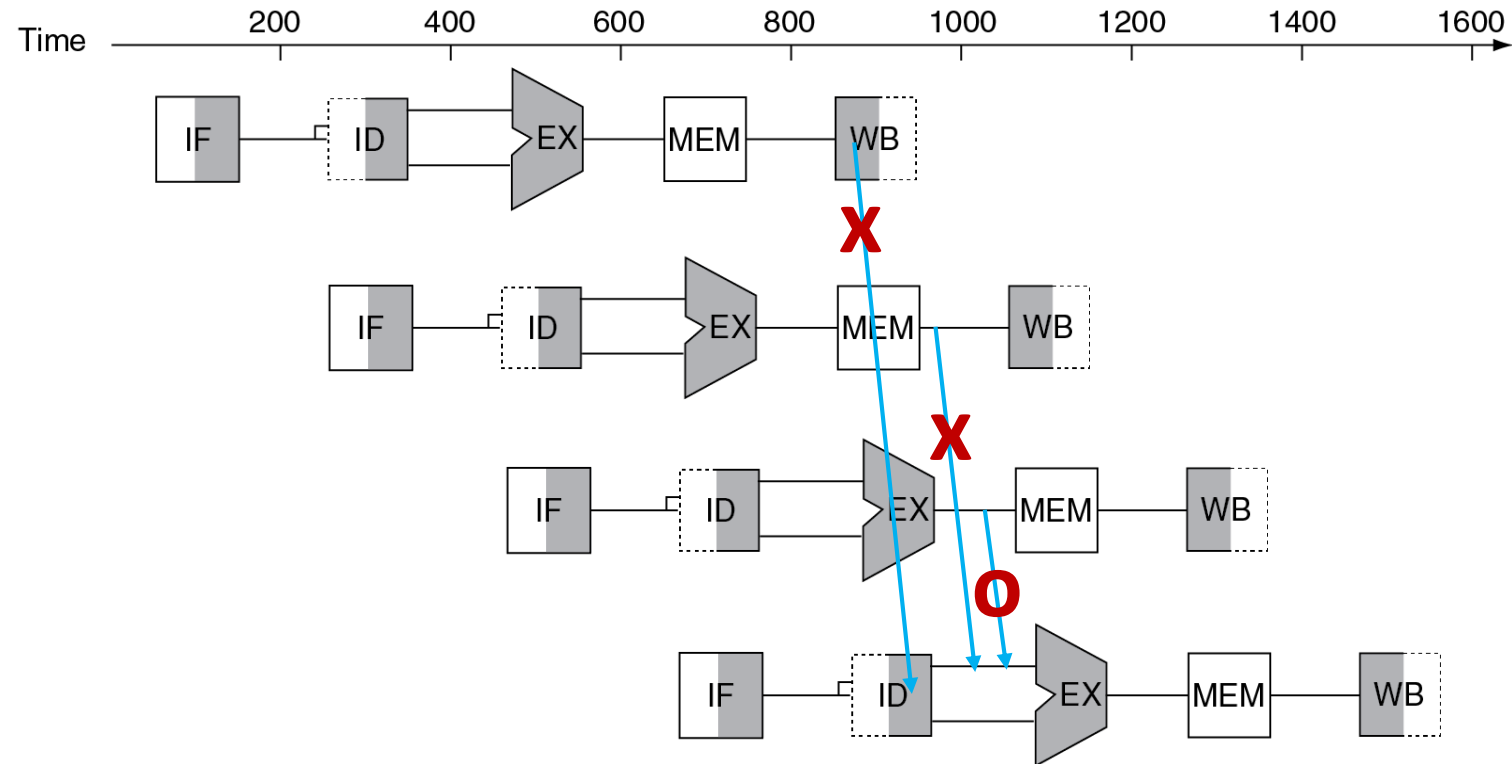 Time 200 400 600 800 1000 1200 1400 1600
IF ID EX MEM WB
X
IF ID EX MEM WB
X
IF ID EX MEM WB
O
IF ID EX MEM WB